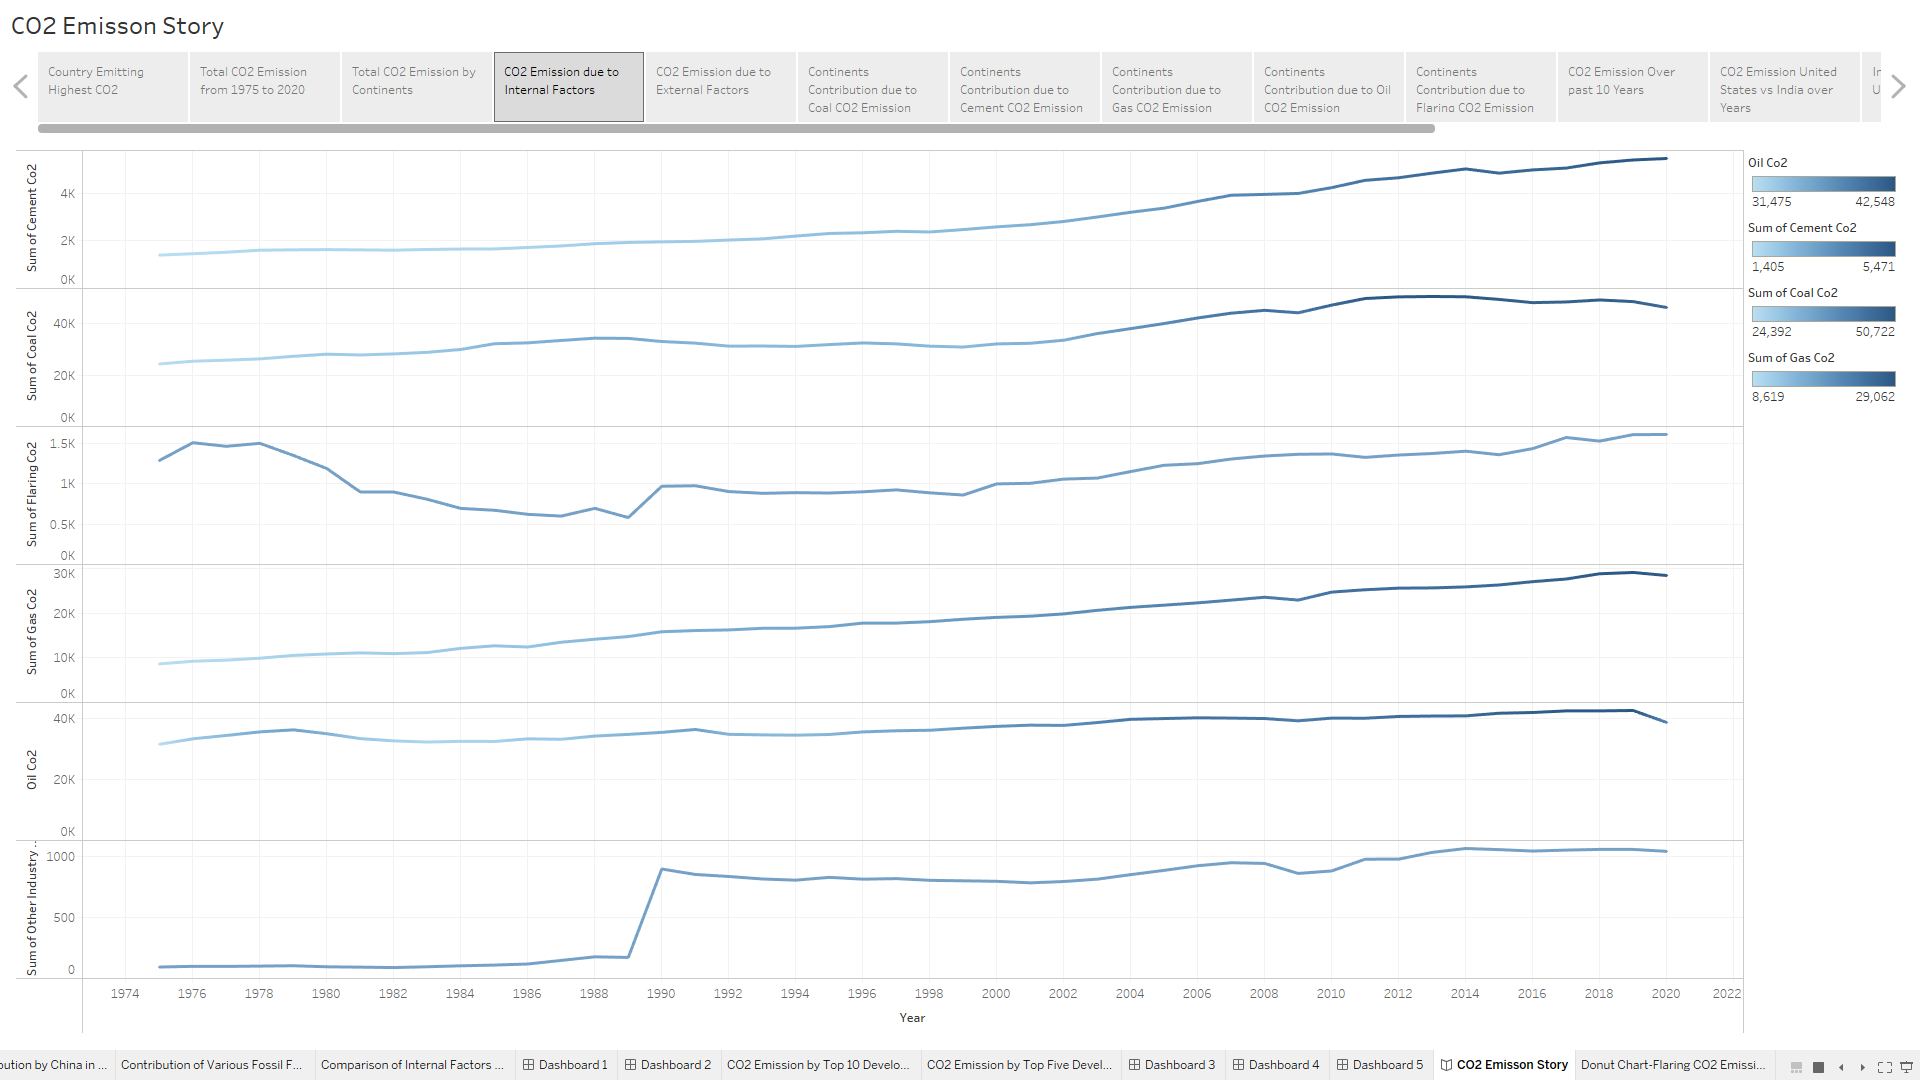 CO2 Emisson Story
Country Emitting
Highest CO2
Total CO2 Emission
from 1975 to 2020
Total CO2 Emission by
Continents
CO2 Emission due to
Internal Factors
CO2 Emission due to
External Factors
Continents
Contribution due to
Coal CO2 Emission
Continents
Contribution due to
Cement CO2 Emission
Continents
Contribution due to
Gas CO2 Emission
Continents
Contribution due to Oil
CO2 Emission
Continents
Contribution due to
Flaring CO2 Emission
CO2 Emission Over
past 10 Years
CO2 Emission United
States vs India over
Years
Sum of Cement Co2
4K
2K
0K
Sum of Coal Co2
40K
20K
0K
Sum of Flaring Co2
1.5K
1K
0.5K
0K
Sum of Gas Co2
30K
20K
10K
0K
Oil Co2
40K
20K
0K
Sum of Other Industry ..
1000
500
0
1974 1976 1978 1980 1982 1984 1986 1988 1990 1992 1994 1996 1998 2000 2002 2004 2006 2008 2010 2012 2014 2016 2018 2020 2022
Year
Oil Co2
31,475 42,548
Sum of Cement Co2
1,405 5,471
Sum of Coal Co2
24,392 50,722
Sum of Gas Co2
8,619 29,062
bution by China in ... Contribution of Various Fossil F... Comparison of Internal Factors ... Dashboard 1 Dashboard 2 CO2 Emission by Top 10 Develo... CO2 Emission by Top Five Devel... Dashboard 3 Dashboard 4 Dashboard 5 CO2 Emisson Story Donut Chart-Flaring CO2 Emissi...